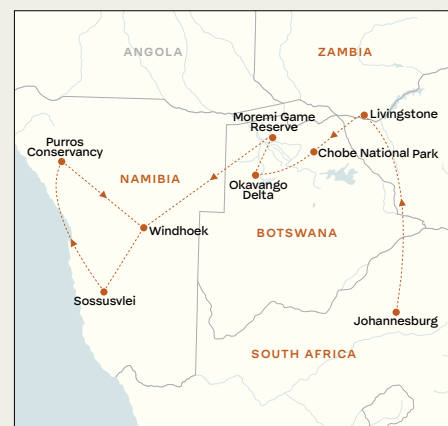 ANGOLA
ZAMBIA
Moremi Game
Reserve
Livingstone
Purros
Conservancy
Chobe National Park
NAMIBIA
Okavango
Delta
Windhoek
BOTSWANA
Sossusvlei
Johannesburg
SOUTH AFRICA